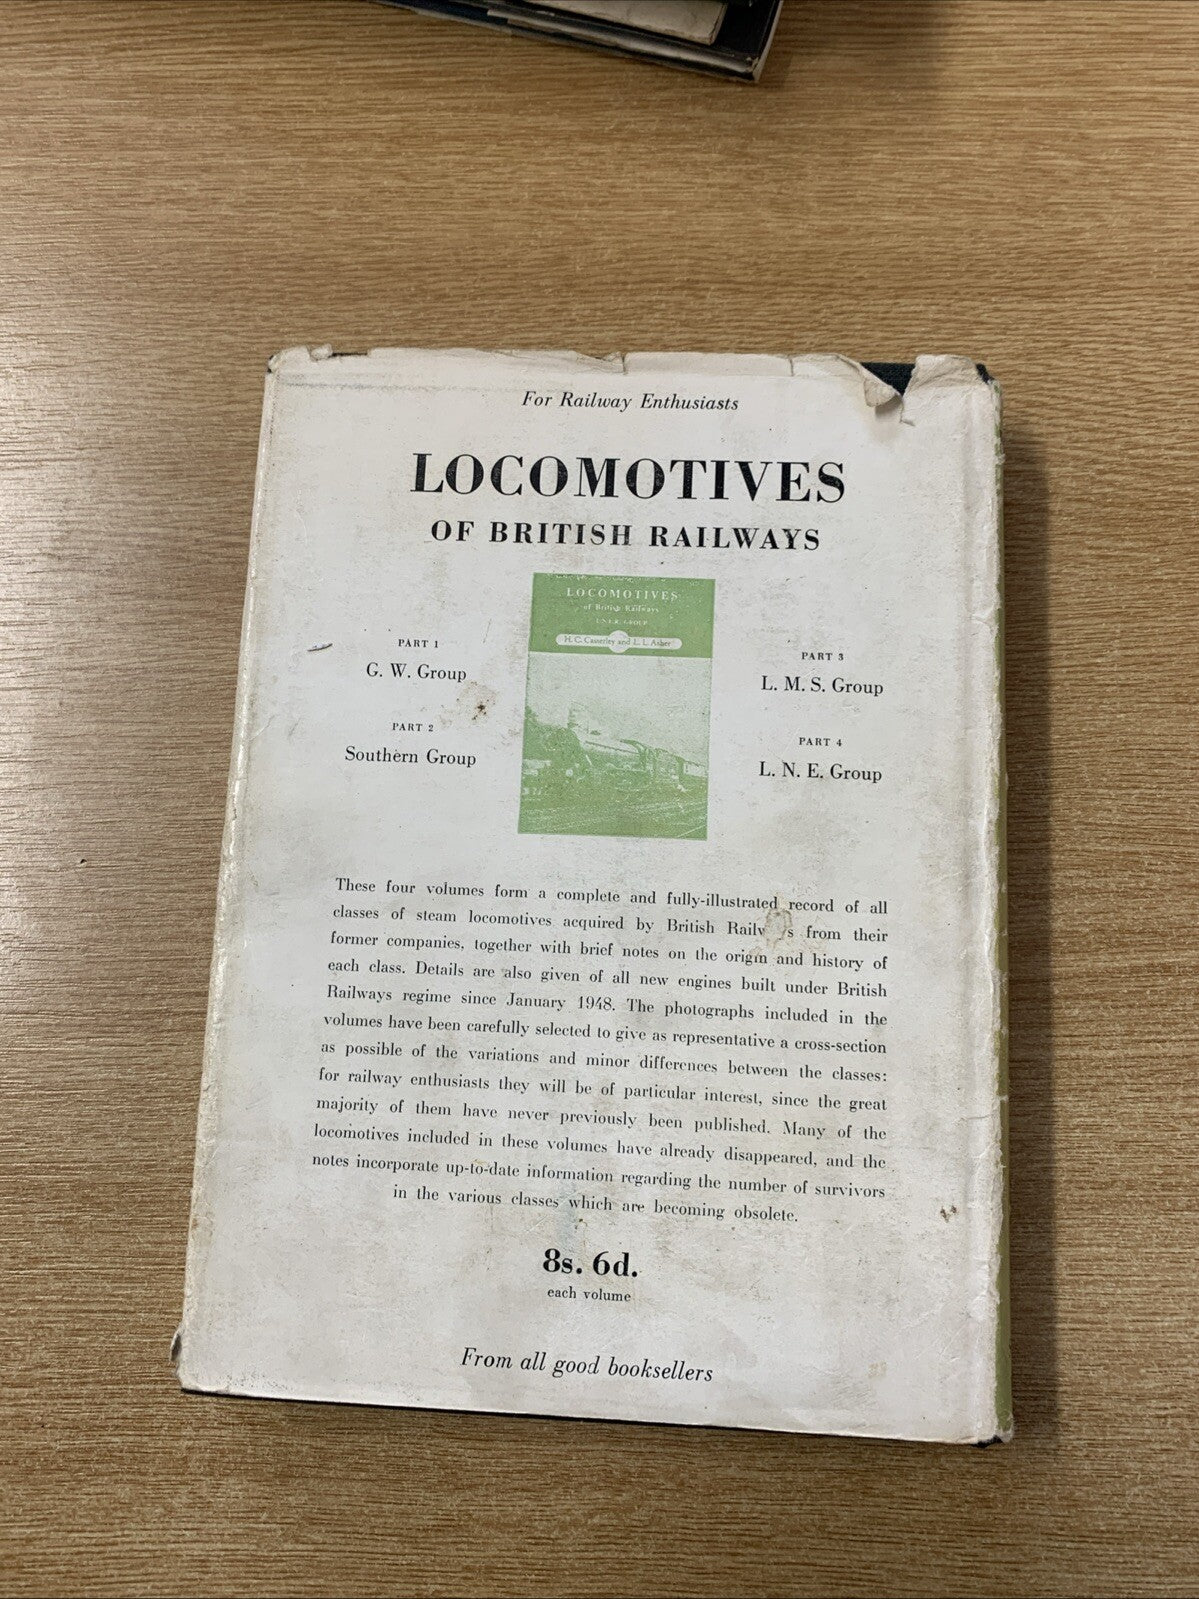 For Railway Enthusiasts
LOCOMOTIVES
OF BRITISH RAILWAYS
PART 1
G. W. Group
PART 2
Southern Group
LOCOMOTIVES
of British Railways
L.N.E.R. GROUP
H. C. Casserley and L. L. Asher
PART 3
L. M. S. Group
PART 4
L. N. E. Group
These four volumes form a complete and fully-illustrated record of all
classes of steam locomotives acquired by British Railw s from their
former companies, together with brief notes on the origin and history of
each class. Details are also given of all new engines built under British
Railways regime since January 1948. The photographs included in the
volumes have been carefully selected to give as representative a cross-section
as possible of the variations and minor differences between the classes:
for railway enthusiasts they will be of particular interest, since the great
majority of them have never previously been published. Many of the
locomotives included in these volumes have already disappeared, and the
notes incorporate up-to-date information regarding the number of survivors
in the various classes which are becoming obsolete.
8s. 6d.
each volume
From all good booksellers